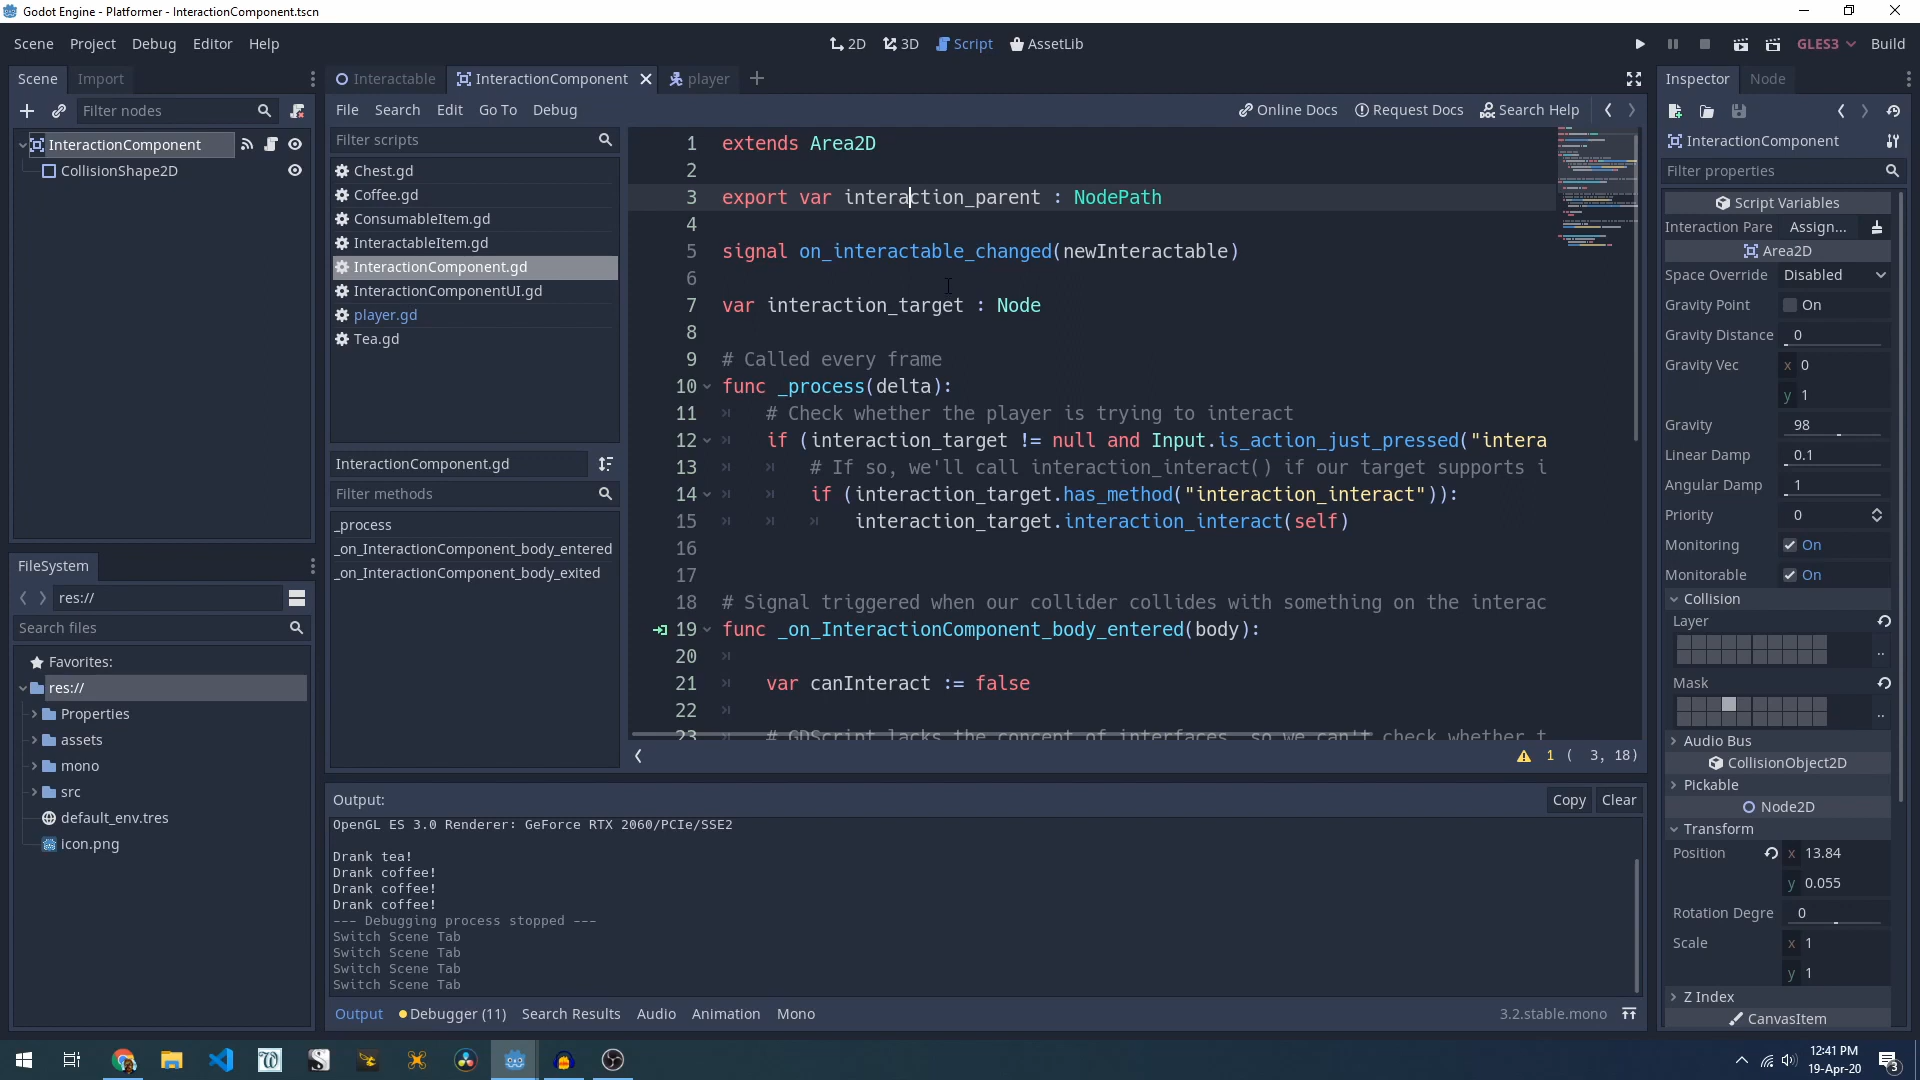 Godot Engine - Platformer - InteractionComponent.tscn
Scene Project Debug Editor Help
2D 3D Script AssetLib
GLES3 Build
Scene Import
Interactable InteractionComponent player
Inspector Node
Filter nodes
File Search Edit Go To Debug
Online Docs Request Docs Search Help
InteractionComponent
CollisionShape2D
Filter scripts
Chest.gd
Coffee.gd
ConsumableItem.gd
InteractableItem.gd
InteractionComponent.gd
InteractionComponentUI.gd
player.gd
Tea.gd
InteractionComponent.gd
Filter methods
_process
_on_InteractionComponent_body_entered
_on_InteractionComponent_body_exited
1 extends Area2D
2
3 export var interaction_parent : NodePath
4
5 signal on_interactable_changed(newInteractable)
6
7 var interaction_target : Node
8
9 # Called every frame
10 func _process(delta):
11 # Check whether the player is trying to interact
12 if (interaction_target != null and Input.is_action_just_pressed("intera
13 # If so, we'll call interaction_interact() if our target supports i
14 if (interaction_target.has_method("interaction_interact")):
15 interaction_target.interaction_interact(self)
16
17
18 # Signal triggered when our collider collides with something on the interac
19 func _on_InteractionComponent_body_entered(body):
20
21 var canInteract := false
22
23 # GDScript lacks the concept of interfaces, so we can't check whether t
1 ( 3, 18)
FileSystem
res://
Search files
Favorites:
res://
Properties
assets
mono
src
default_env.tres
icon.png
Output:
Copy Clear
OpenGL ES 3.0 Renderer: GeForce RTX 2060/PCIe/SSE2
Drank tea!
Drank coffee!
Drank coffee!
Drank coffee!
--- Debugging process stopped ---
Switch Scene Tab
Switch Scene Tab
Switch Scene Tab
Switch Scene Tab
Output Debugger (11) Search Results Audio Animation Mono
3.2.stable.mono
InteractionComponent
Filter properties
Script Variables
Interaction Pare Assign...
Area2D
Space Override Disabled
Gravity Point On
Gravity Distance 0
Gravity Vec x 0
y 1
Gravity 98
Linear Damp 0.1
Angular Damp 1
Priority 0
Monitoring On
Monitorable On
Collision
Layer
..
Mask
..
Audio Bus
CollisionObject2D
Pickable
Node2D
Transform
Position x 13.84
y 0.055
Rotation Degre 0
Scale x 1
y 1
Z Index
CanvasItem
12:41 PM
19-Apr-20
3